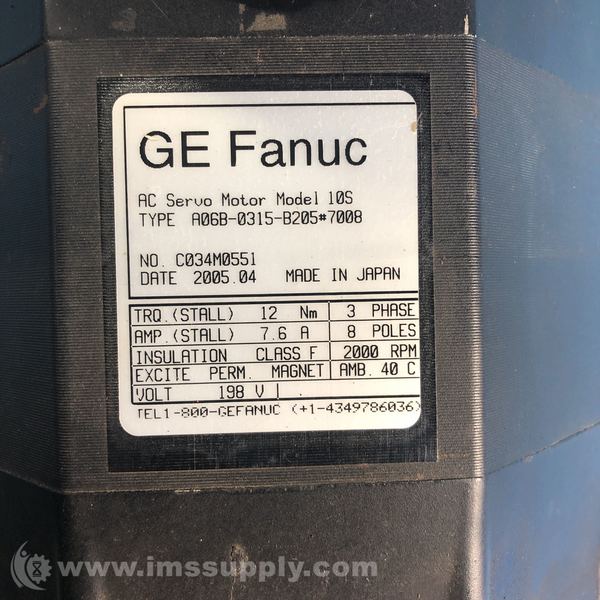 GE Fanuc
AC Servo Motor Model 10S
TYPE A06B-0315-B205#7008
NO. C034M0551
DATE 2005.04 MADE IN JAPAN
TRQ.(STALL) 12 Nm 3 PHASE
AMP.(STALL) 7.6 A 8 POLES
INSULATION CLASS F 2000 RPM
EXCITE PERM. MAGNET AMB. 40 C
VOLT 198 V
TEL1-800-GEFANUC (+1-4349786036)
www.imssupply.com/